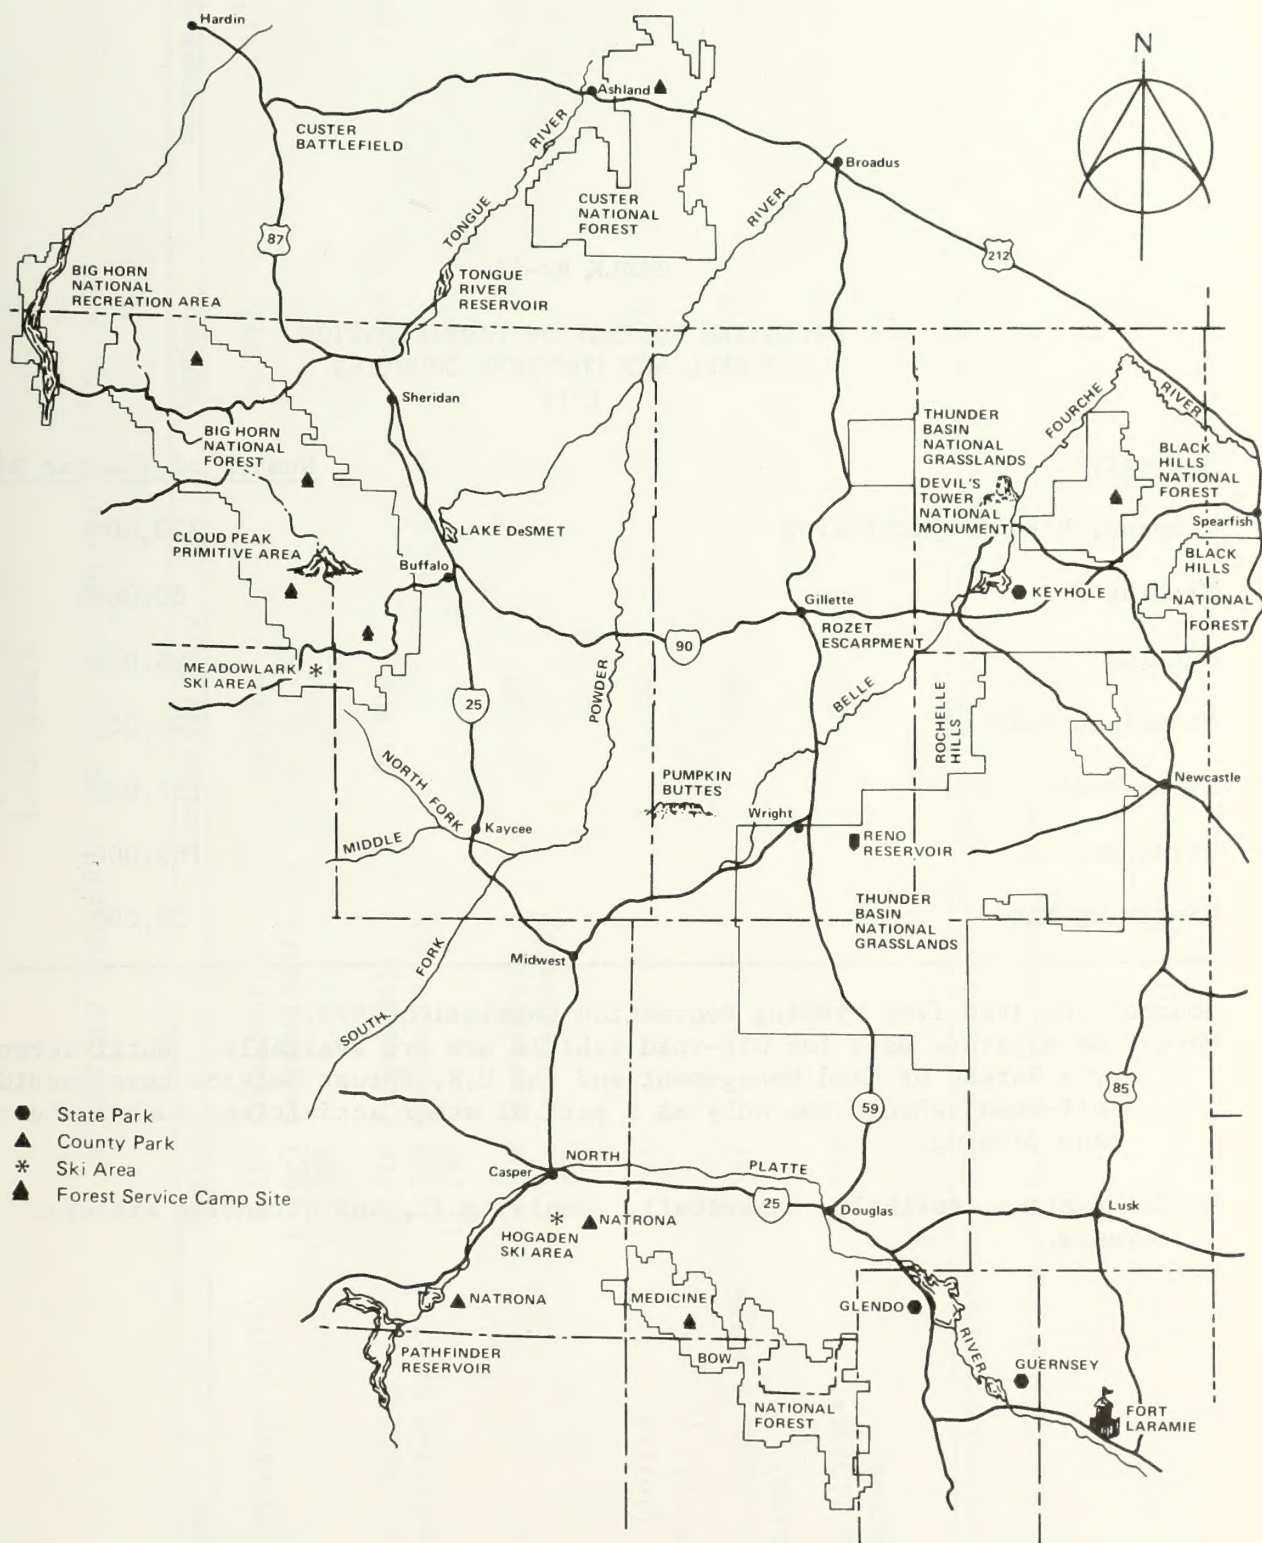 Hardin
N
Ashland
CUSTER
BATTLEFIELD
RIVER
Broadus
TONGUE
CUSTER
NATIONAL
FOREST
RIVER
87
212
BIG HORN
NATIONAL
RECREATION AREA
TONGUE
RIVER
RESERVOIR
Sheridan
FOURCHE
RIVER
THUNDER
BASIN
NATIONAL
GRASSLANDS
BIG HORN
NATIONAL
FOREST
BLACK
HILLS
NATIONAL
FOREST
DEVIL'S
TOWER
NATIONAL
MONUMENT
Spearfish
LAKE DeSMET
CLOUD PEAK
PRIMITIVE AREA
Buffalo
BLACK
HILLS
NATIONAL
FOREST
KEYHOLE
Gillette
ROZET
ESCARPMENT
90
MEADOWLARK
SKI AREA
25
POWDER
BELLE
ROCHELLE
HILLS
NORTH
FORK
PUMPKIN
BUTTES
Newcastle
Wright
MIDDLE
Kaycee
RENO
RESERVOIR
THUNDER
BASIN
NATIONAL
GRASSLANDS
FORK
Midwest
SOUTH
85
59
State Park
County Park
Ski Area
Forest Service Camp Site
Casper
NORTH
PLATTE
25
Douglas
Lusk
NATRONA
HOGADEN
SKI AREA
NATRONA
MEDICINE
GLENDO
PATHFINDER
RESERVOIR
BOW
RIVER
GUERNSEY
NATIONAL
FOREST
FORT
LARAMIE